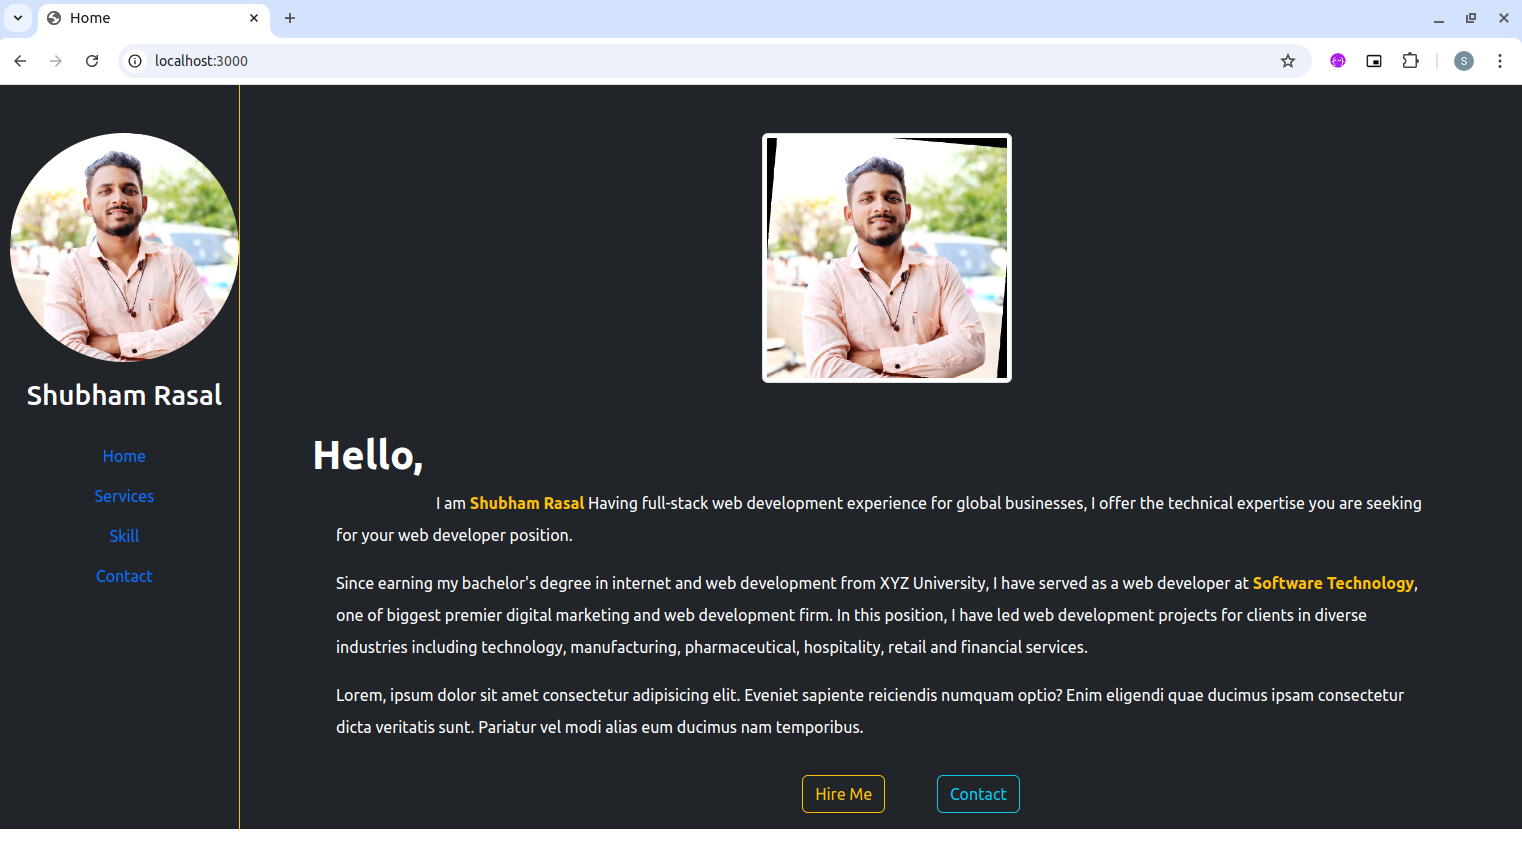 Home
localhost:3000
S
Shubham Rasal
Home
Services
Skill
Contact
Hello,
I am Shubham Rasal Having full-stack web development experience for global businesses, I offer the technical expertise you are seeking
for your web developer position.
Since earning my bachelor's degree in internet and web development from XYZ University, I have served as a web developer at Software Technology,
one of biggest premier digital marketing and web development firm. In this position, I have led web development projects for clients in diverse
industries including technology, manufacturing, pharmaceutical, hospitality, retail and financial services.
Lorem, ipsum dolor sit amet consectetur adipisicing elit. Eveniet sapiente reiciendis numquam optio? Enim eligendi quae ducimus ipsam consectetur
dicta veritatis sunt. Pariatur vel modi alias eum ducimus nam temporibus.
Hire Me
Contact